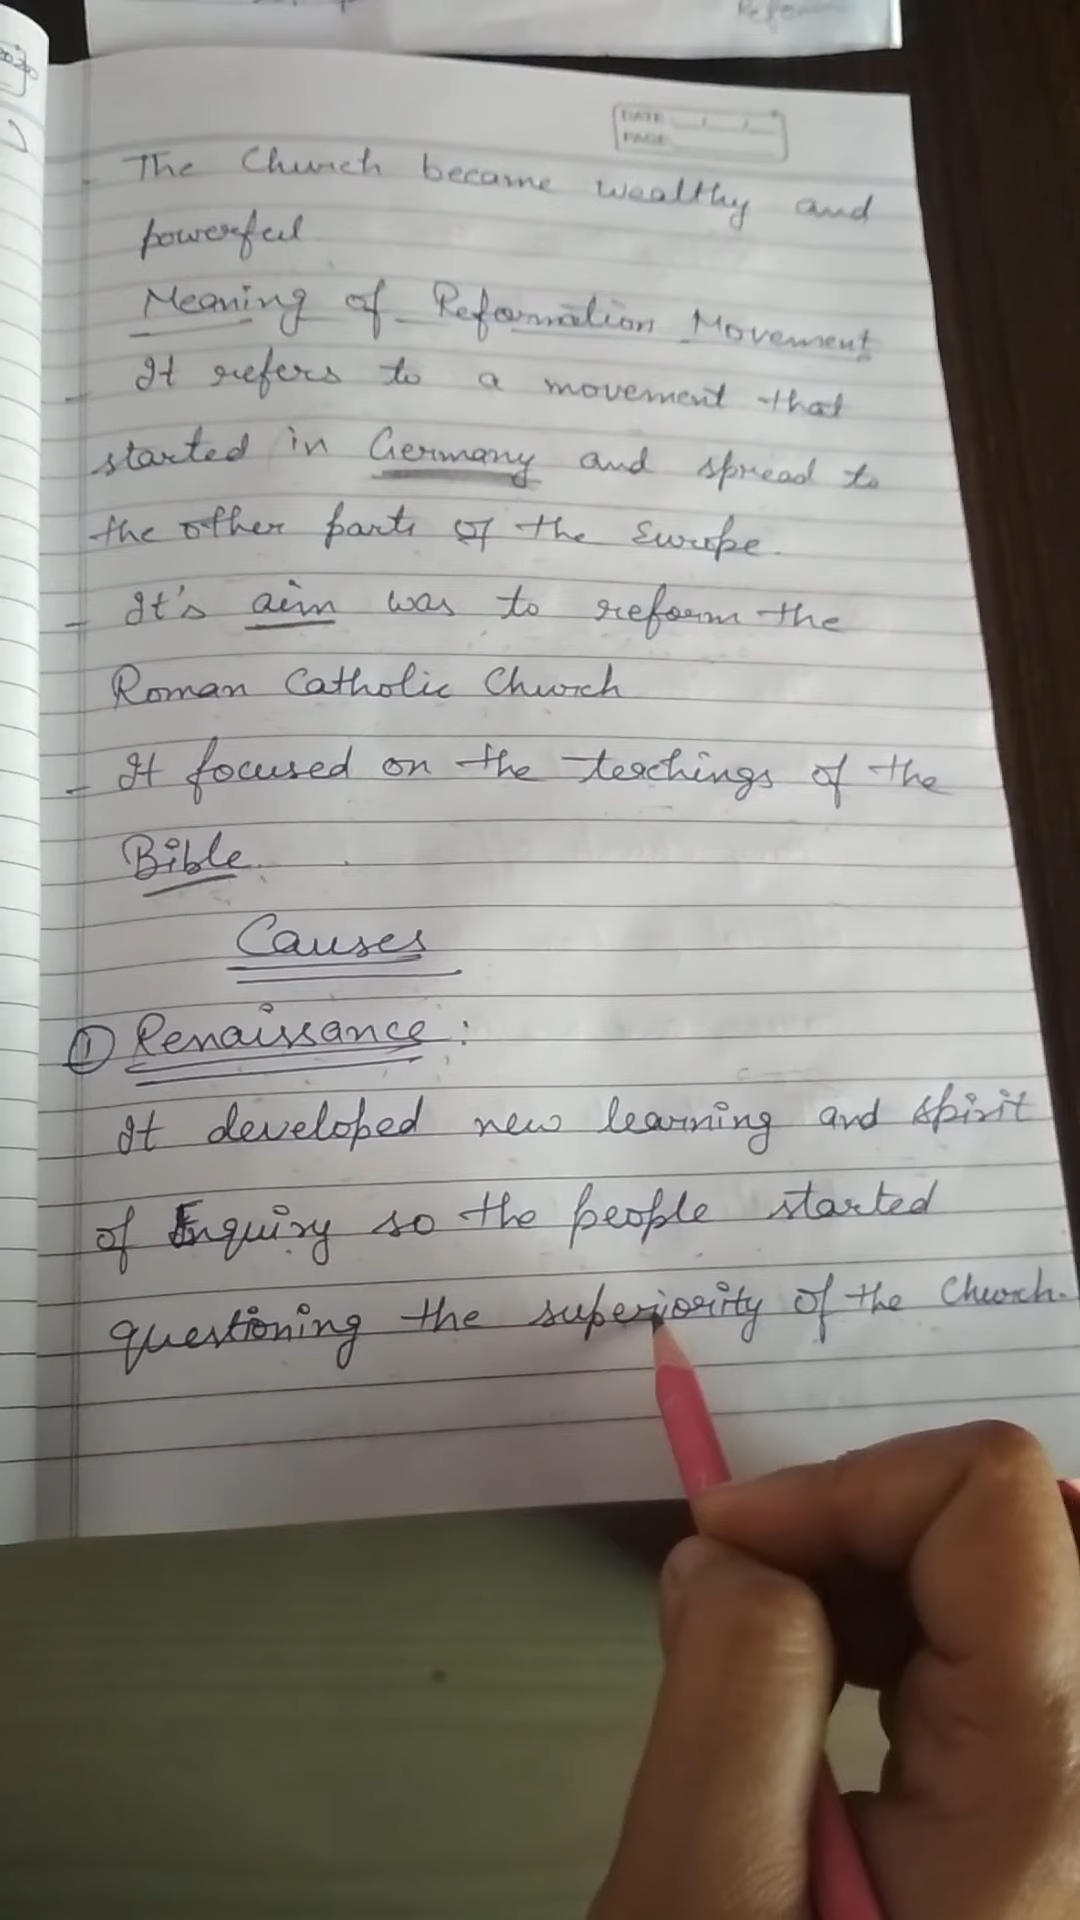 Reform
DATE
PAGE
- The Church became wealthy and
powerful
Meaning of Reformation Movement
- It refers to a movement that
started in Germany and spread to
the other parts of the Europe.
- It's aim was to reform the
Roman Catholic Church
- It focused on the teachings of the
Bible.
Causes
① Renaissance :
It developed new learning and spirit
of Enquiry so the people started
questioning the superiority of the Church.